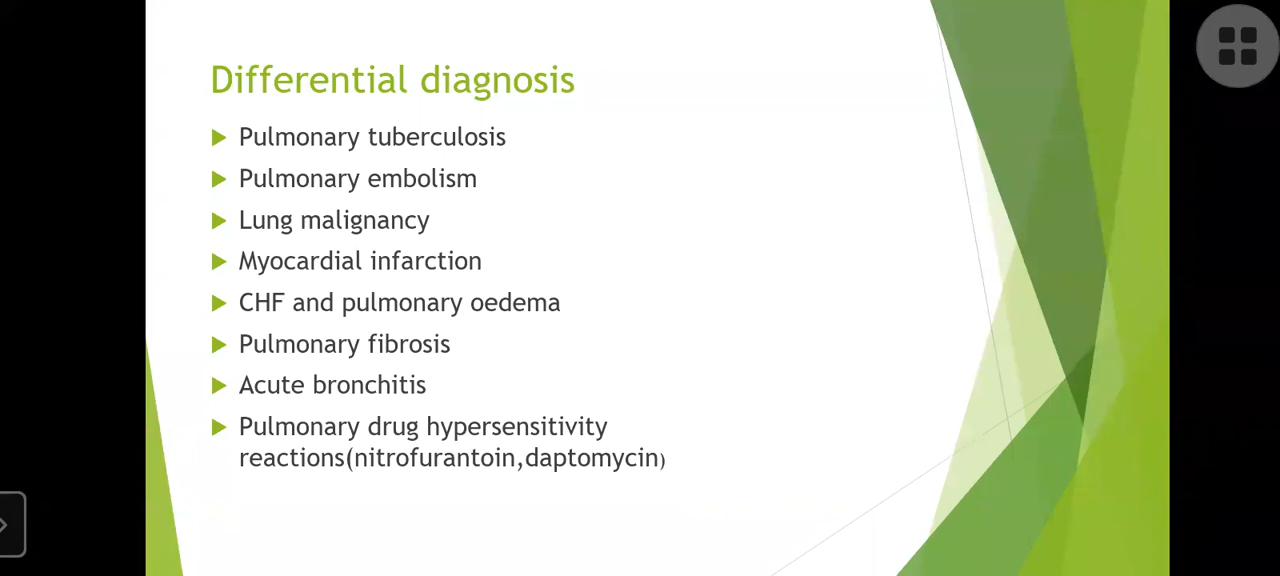 Differential diagnosis
Pulmonary tuberculosis
Pulmonary embolism
Lung malignancy
Myocardial infarction
CHF and pulmonary oedema
Pulmonary fibrosis
Acute bronchitis
Pulmonary drug hypersensitivity
reactions(nitrofurantoin,daptomycin)